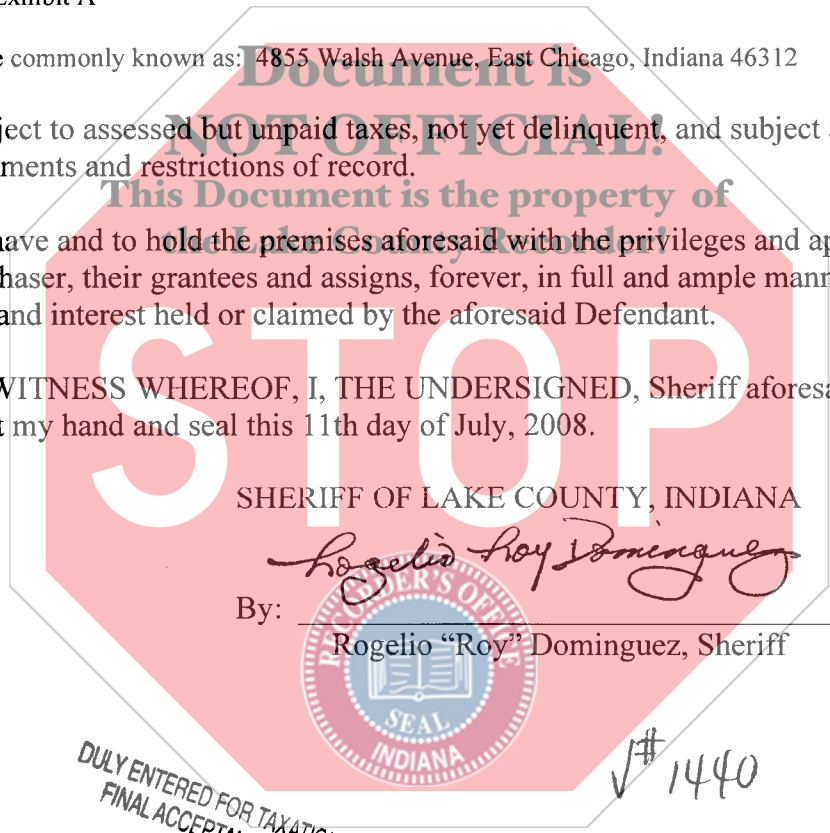 Exhibit A
commonly known as: 4855 Walsh Avenue, East Chicago, Indiana 46312
Document is
ject to assessed but unpaid taxes, not yet delinquent, and subject
NOT OFFICIAL!
ments and restrictions of record.
This Document is the property of
have and to hold the premises aforesaid with the privileges and ap
the Lake County Recorder!
haser, their grantees and assigns, forever, in full and ample mann
and interest held or claimed by the aforesaid Defendant.
STOP
WITNESS WHEREOF, I, THE UNDERSIGNED, Sheriff aforesa
t my hand and seal this 11th day of July, 2008.
SHERIFF OF LAKE COUNTY, INDIANA
Rogelio Roy Dominguez
By:
Rogelio “Roy” Dominguez, Sheriff
RECORDER'S OFFICE
SEAL
INDIANA
√# 1440
DULY ENTERED FOR TAXATIO
FINAL ACCEPTA